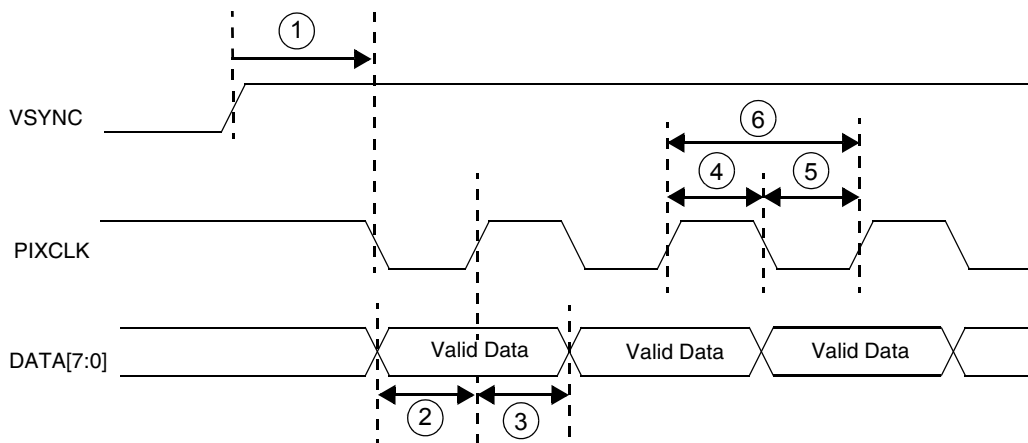 1
VSYNC
6
4 5
PIXCLK
DATA[7:0] Valid Data Valid Data Valid Data
2 3